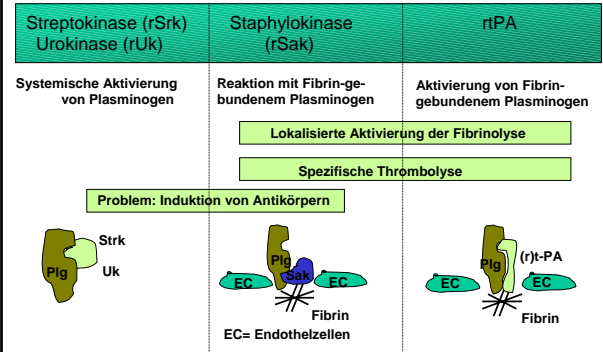 Streptokinase (rSrk)
Urokinase (rUk)
Staphylokinase
(rSak)
rtPA
Systemische Aktivierung
von Plasminogen
Reaktion mit Fibrin-ge-
bundenem Plasminogen
Aktivierung von Fibrin-
gebundenem Plasminogen
Lokalisierte Aktivierung der Fibrinolyse
Spezifische Thrombolyse
Problem: Induktion von Antikörpern
Plg
Strk
Uk
Plg
Sak
EC
EC
Fibrin
EC= Endothelzellen
Plg
(r)t-PA
EC
EC
Fibrin